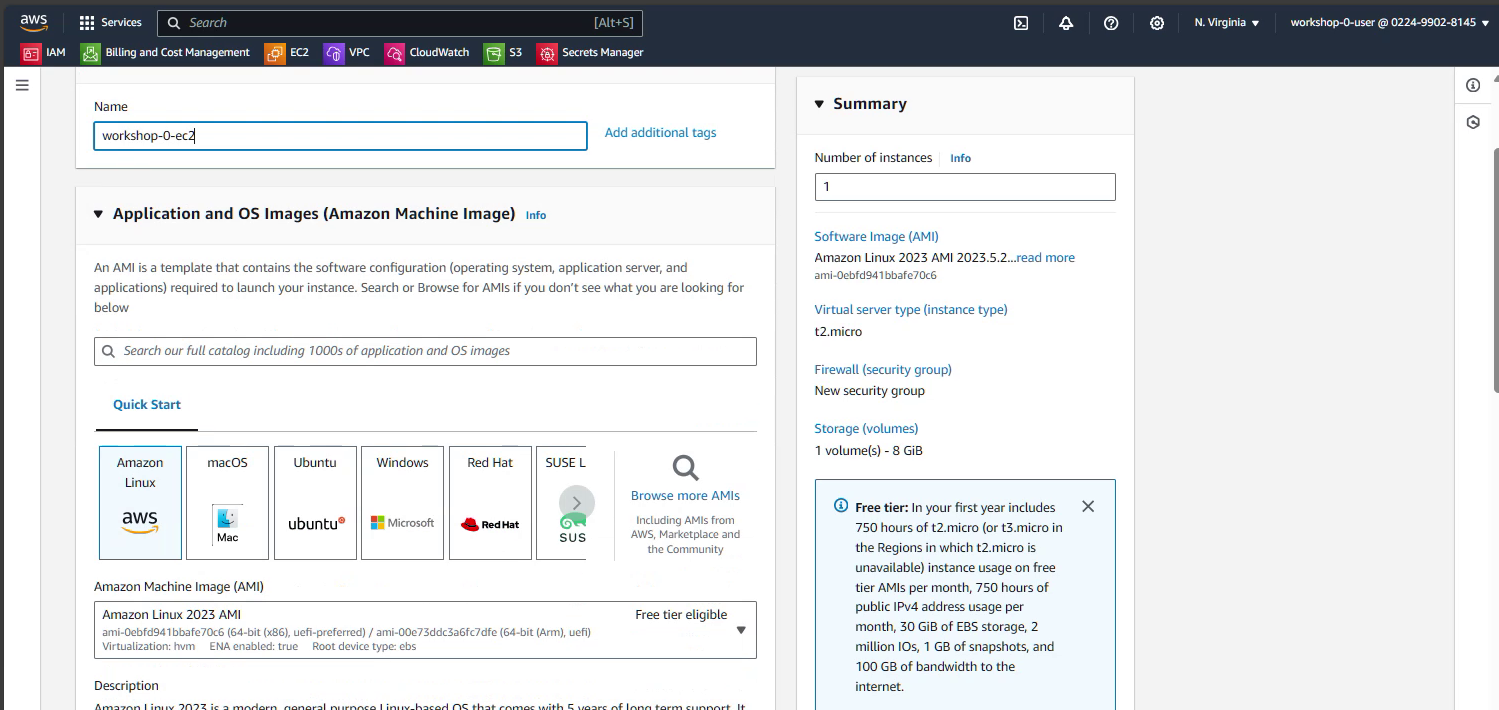 aws
Services
Search
[Alt+S]
N. Virginia
workshop-0-user @ 0224-9902-8145
IAM
Billing and Cost Management
EC2
VPC
CloudWatch
S3
Secrets Manager
Name
workshop-0-ec2
Add additional tags
Application and OS Images (Amazon Machine Image) Info
An AMI is a template that contains the software configuration (operating system, application server, and
applications) required to launch your instance. Search or Browse for AMIs if you don't see what you are looking for
below
Search our full catalog including 1000s of application and OS images
Quick Start
Amazon
Linux
aws
macOS
Mac
Ubuntu
ubuntu
Windows
Microsoft
Red Hat
Red Hat
SUSE L
SUS
Browse more AMIs
Including AMIs from
AWS, Marketplace and
the Community
Amazon Machine Image (AMI)
Amazon Linux 2023 AMI
Free tier eligible
ami-0ebfd941bbafe70c6 (64-bit (x86), uefi-preferred) / ami-00e73ddc3a6fc7dfe (64-bit (Arm), uefi)
Virtualization: hvm ENA enabled: true Root device type: ebs
Description
Amazon Linux 2023 is a modern, general purpose Linux-based OS that comes with 5 years of long term support. It
Summary
Number of instances Info
1
Software Image (AMI)
Amazon Linux 2023 AMI 2023.5.2...read more
ami-0ebfd941bbafe70c6
Virtual server type (instance type)
t2.micro
Firewall (security group)
New security group
Storage (volumes)
1 volume(s) - 8 GiB
Free tier: In your first year includes
750 hours of t2.micro (or t3.micro in
the Regions in which t2.micro is
unavailable) instance usage on free
tier AMIs per month, 750 hours of
public IPv4 address usage per
month, 30 GiB of EBS storage, 2
million IOs, 1 GB of snapshots, and
100 GB of bandwidth to the
internet.